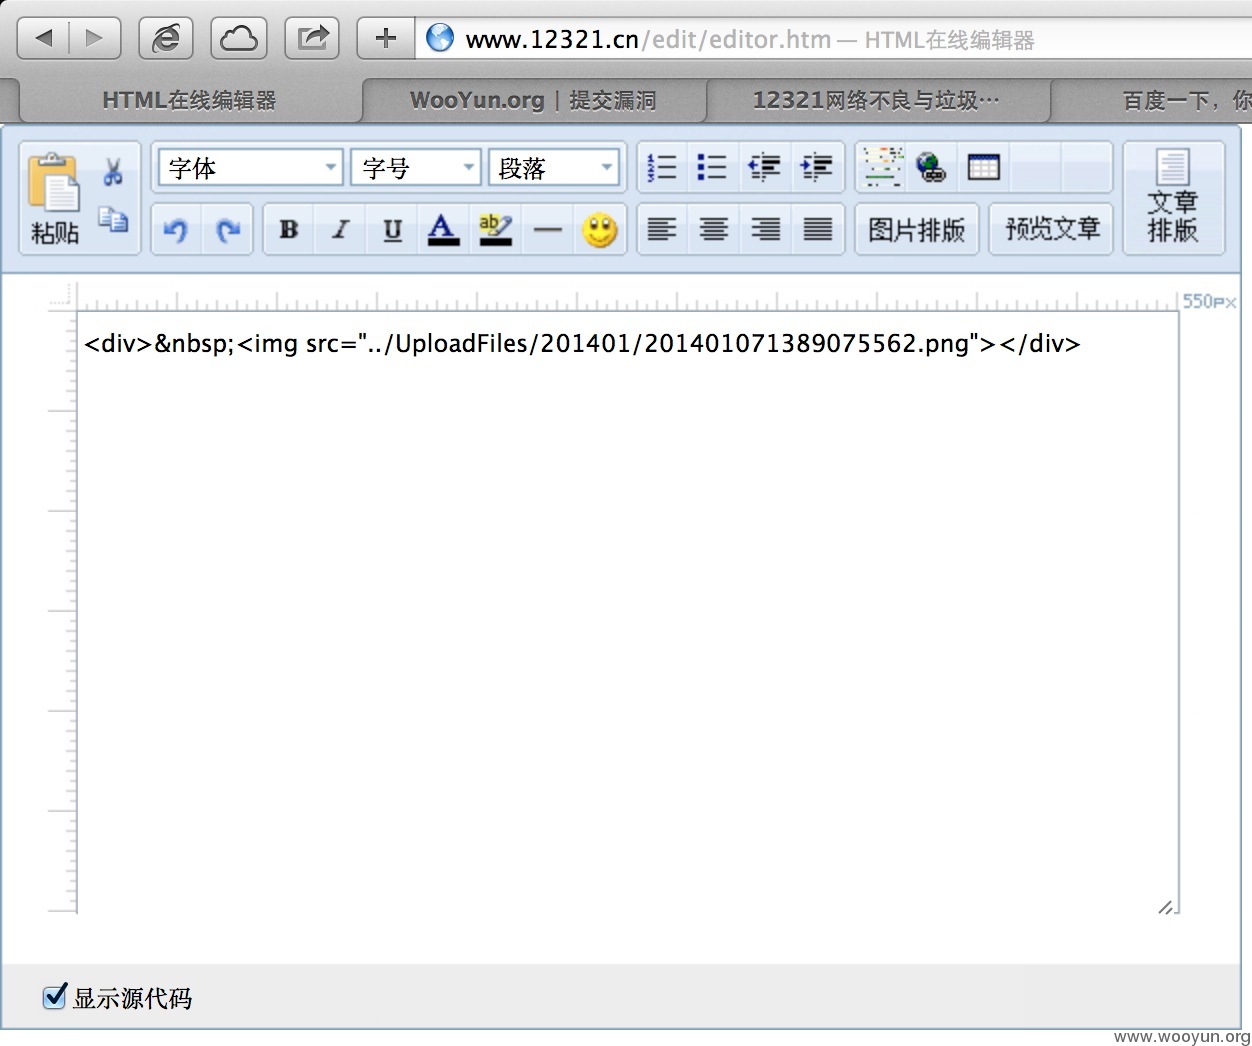 www.12321.cn/edit/editor.htm — HTML在线编辑器
HTML在线编辑器
WooYun.org | 提交漏洞
12321网络不良与垃圾…
百度一下，你
粘贴
字体
字号
段落
B I U A ab
图片排版
预览文章
文章
排版
550px
<div>&nbsp;<img src="../UploadFiles/201401/201401071389075562.png"></div>
显示源代码
www.wooyun.org